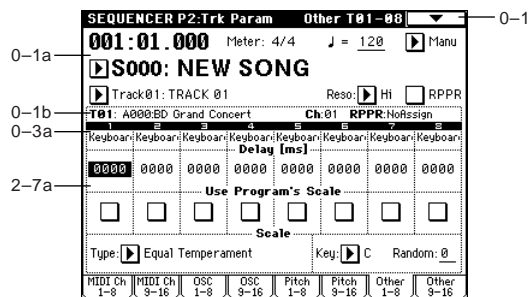 SEQUENCER P2:Trk Param Other T01-08
0–1
001:01.000 Meter: 4/4 ♩ = 120 Manu
0–1a
S000: NEW SONG
Track01: TRACK 01 Reso: Hi RPPR
0–1b
T01: A000:BD Grand Concert Ch:01 RPPR:NoAssign
0–3a
1 2 3 4 5 6 7 8
Keyboar Keyboar Keyboar Keyboar Keyboar Keyboar Keyboar Keyboar
Delay [ms]
0000 0000 0000 0000 0000 0000 0000 0000
2–7a
Use Program's Scale
Scale
Type: Equal Temperament Key: C Random: 0
MIDI Ch 1-8 MIDI Ch 9-16 OSC 1-8 OSC 9-16 Pitch 1-8 Pitch 9-16 Other 1-8 Other 9-16